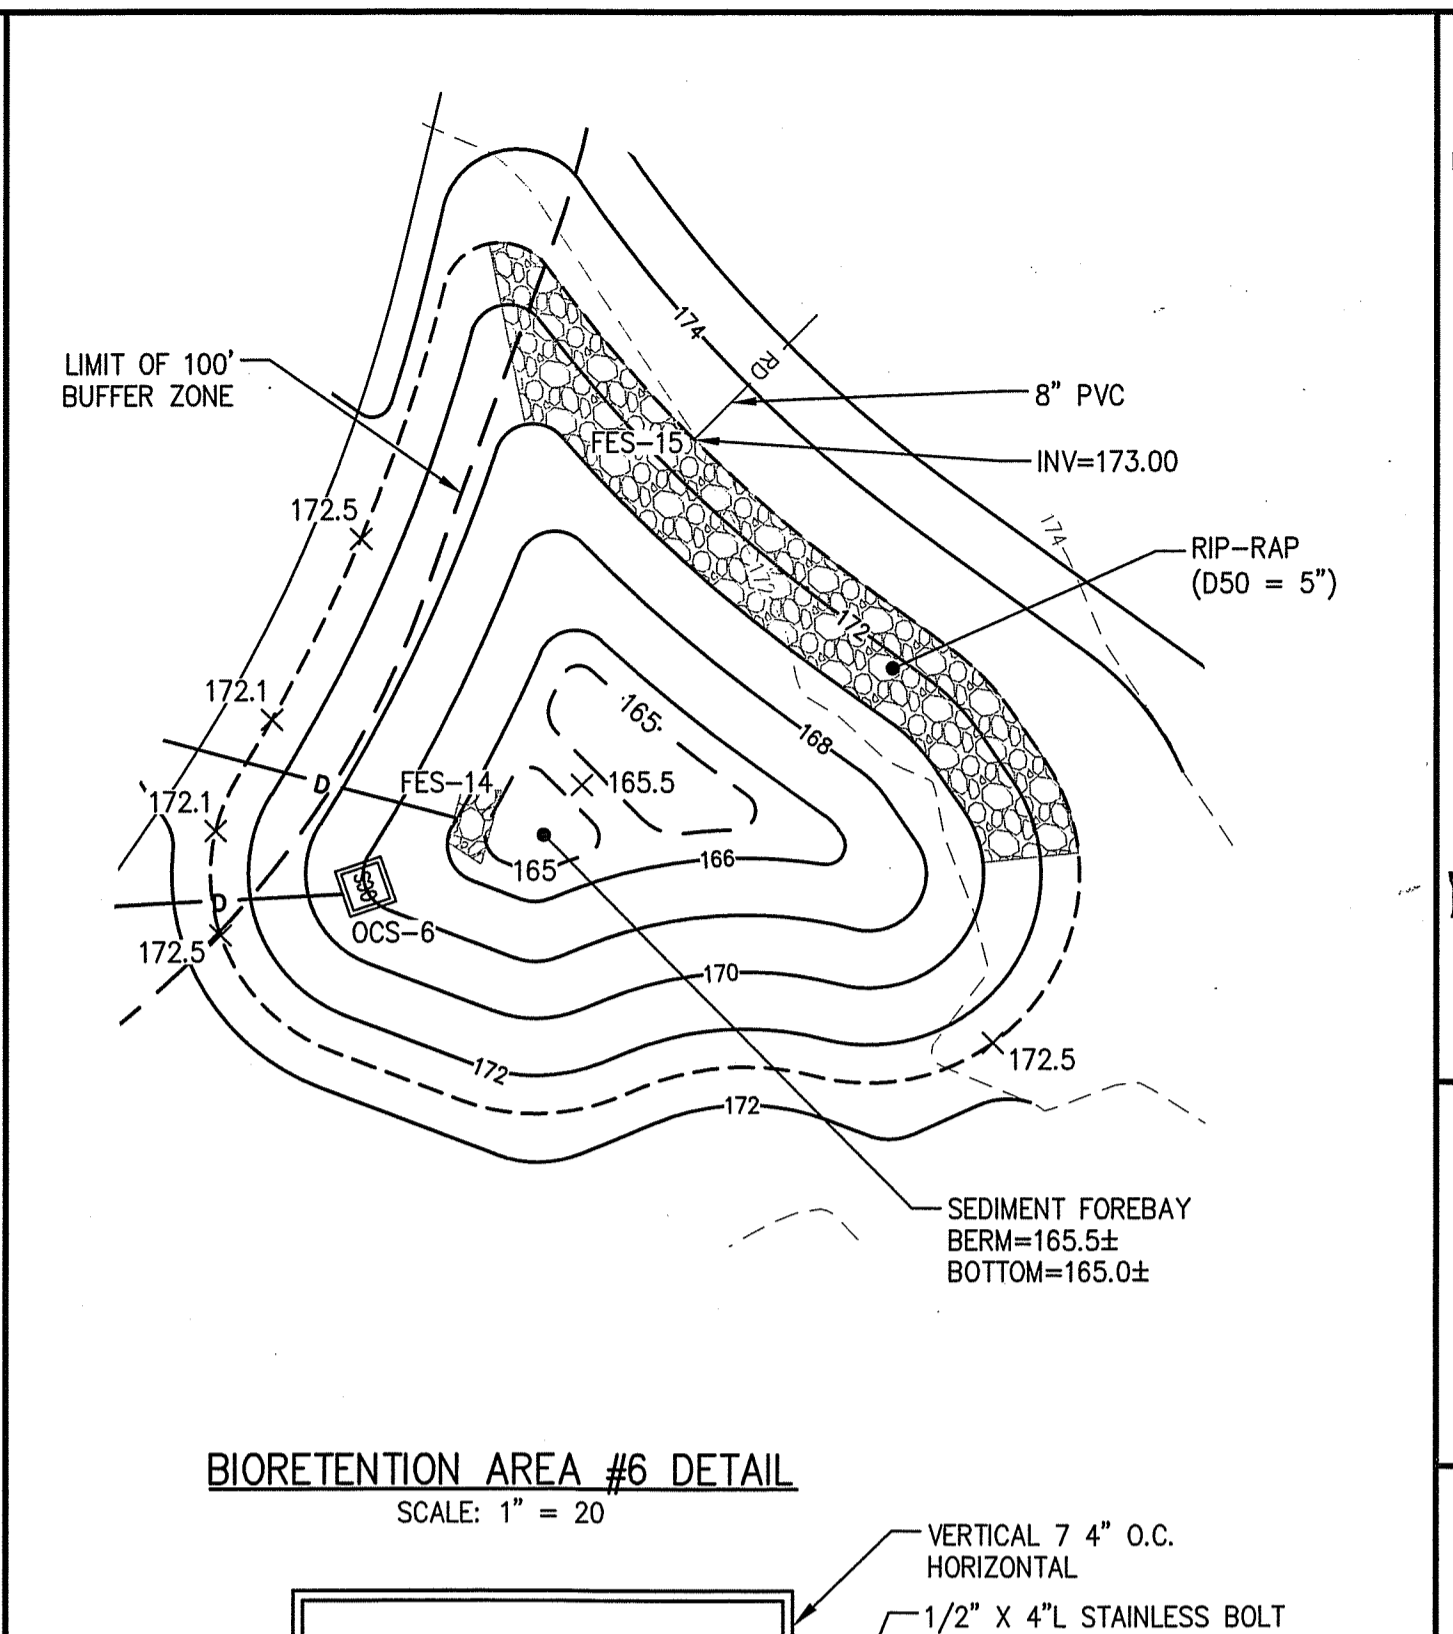 174
RD
LIMIT OF 100'
BUFFER ZONE
8" PVC
FES-15
INV=173.00
172.5
174
RIP-RAP
(D50 = 5")
172
172
172.1
165
168
FES-14
165.5
D
172.1
165
166
D
OCS-6
172.5
170
172.5
172
172
SEDIMENT FOREBAY
BERM=165.5±
BOTTOM=165.0±
BIORETENTION AREA #6 DETAIL
SCALE: 1" = 20
VERTICAL 7 4" O.C.
HORIZONTAL
1/2" X 4"L STAINLESS BOLT